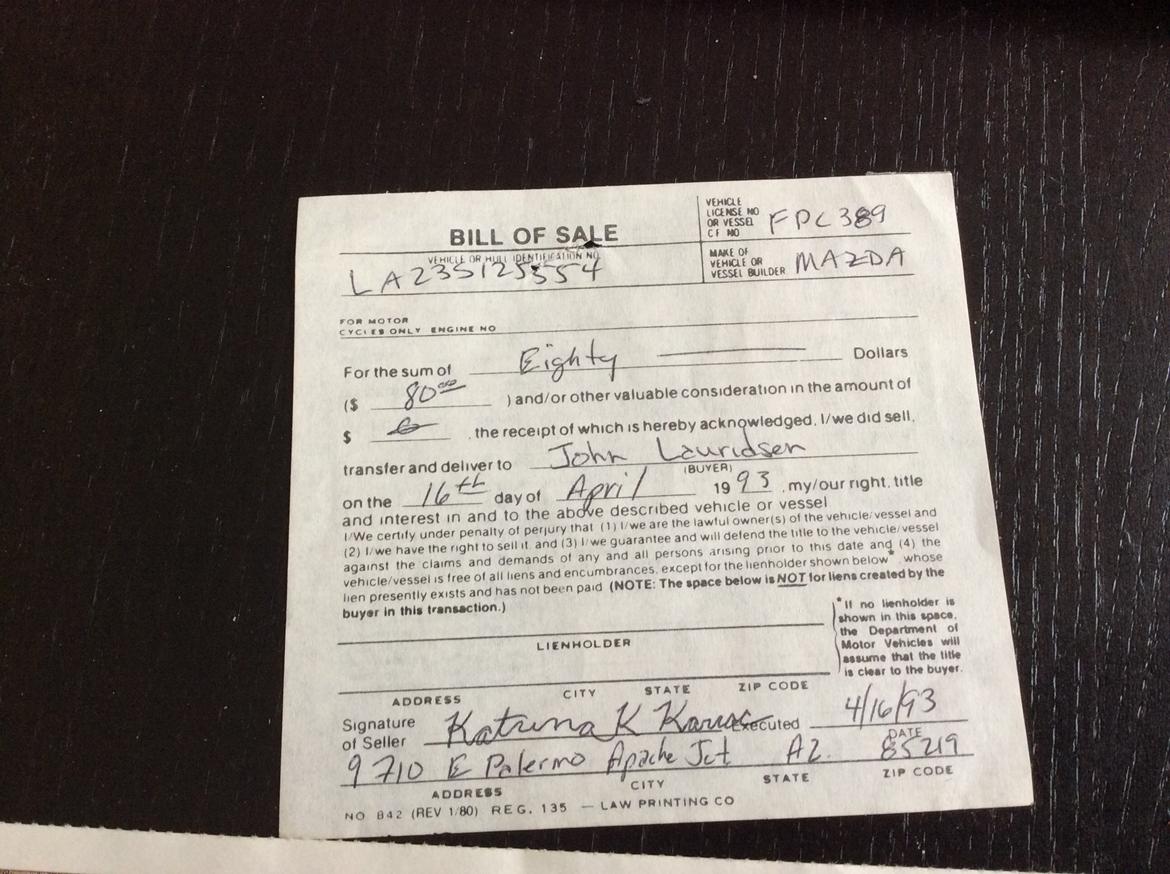 BILL OF SALE
VEHICLE LICENSE NO OR VESSEL CF NO FPC389
VEHICLE OR HULL IDENTIFICATION NO.
LA235125554
MAKE OF VEHICLE OR VESSEL BUILDER MAZDA
FOR MOTOR
CYCLES ONLY ENGINE NO
For the sum of Eighty Dollars
($ 80 ) and/or other valuable consideration in the amount of
$ , the receipt of which is hereby acknowledged, I/we did sell,
transfer and deliver to John Lauridsen
(BUYER)
on the 16th day of April 19 93 , my/our right, title
and interest in and to the above described vehicle or vessel
I/We certify under penalty of perjury that (1) I/we are the lawful owner(s) of the vehicle/vessel and
(2) I/we have the right to sell it, and (3) I/we guarantee and will defend the title to the vehicle/vessel
against the claims and demands of any and all persons arising prior to this date and (4) the
vehicle/vessel is free of all liens and encumbrances, except for the lienholder shown below*, whose
lien presently exists and has not been paid (NOTE: The space below is NOT for liens created by the
buyer in this transaction.)
*If no lienholder is
shown in this space,
the Department of
Motor Vehicles will
assume that the title
is clear to the buyer.
LIENHOLDER
ADDRESS CITY STATE ZIP CODE
Signature of Seller Katrina K Executed 4/16/93
DATE
9710 E Palermo Apache Jct AZ. 85219
ADDRESS CITY STATE ZIP CODE
NO 842 (REV 1/80) REG. 135 — LAW PRINTING CO